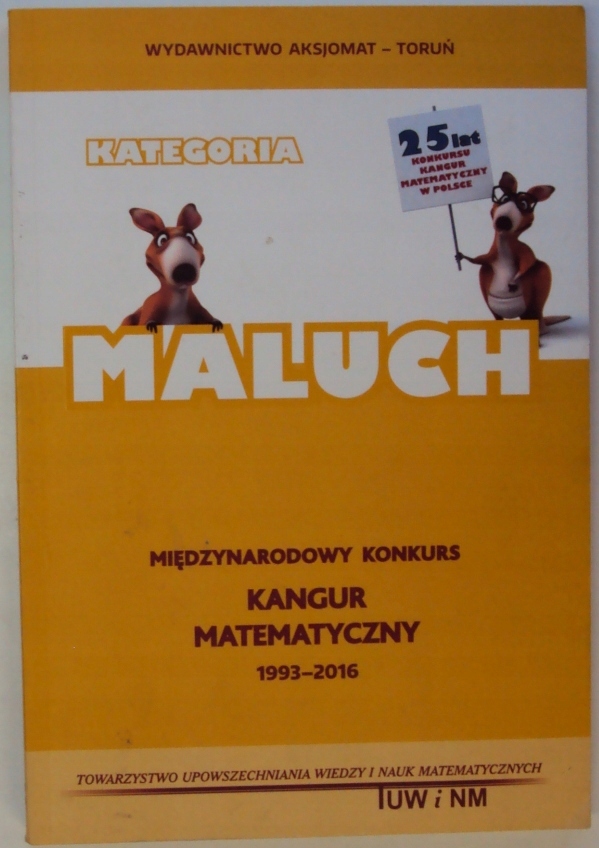 WYDAWNICTWO AKSJOMAT – TORUŃ
KATEGORIA
25 lat
KONKURSU
KANGUR
MATEMATYCZNY
W POLSCE
MALUCH
MIĘDZYNARODOWY KONKURS
KANGUR
MATEMATYCZNY
1993–2016
TOWARZYSTWO UPOWSZECHNIANIA WIEDZY I NAUK MATEMATYCZNYCH
TUW i NM